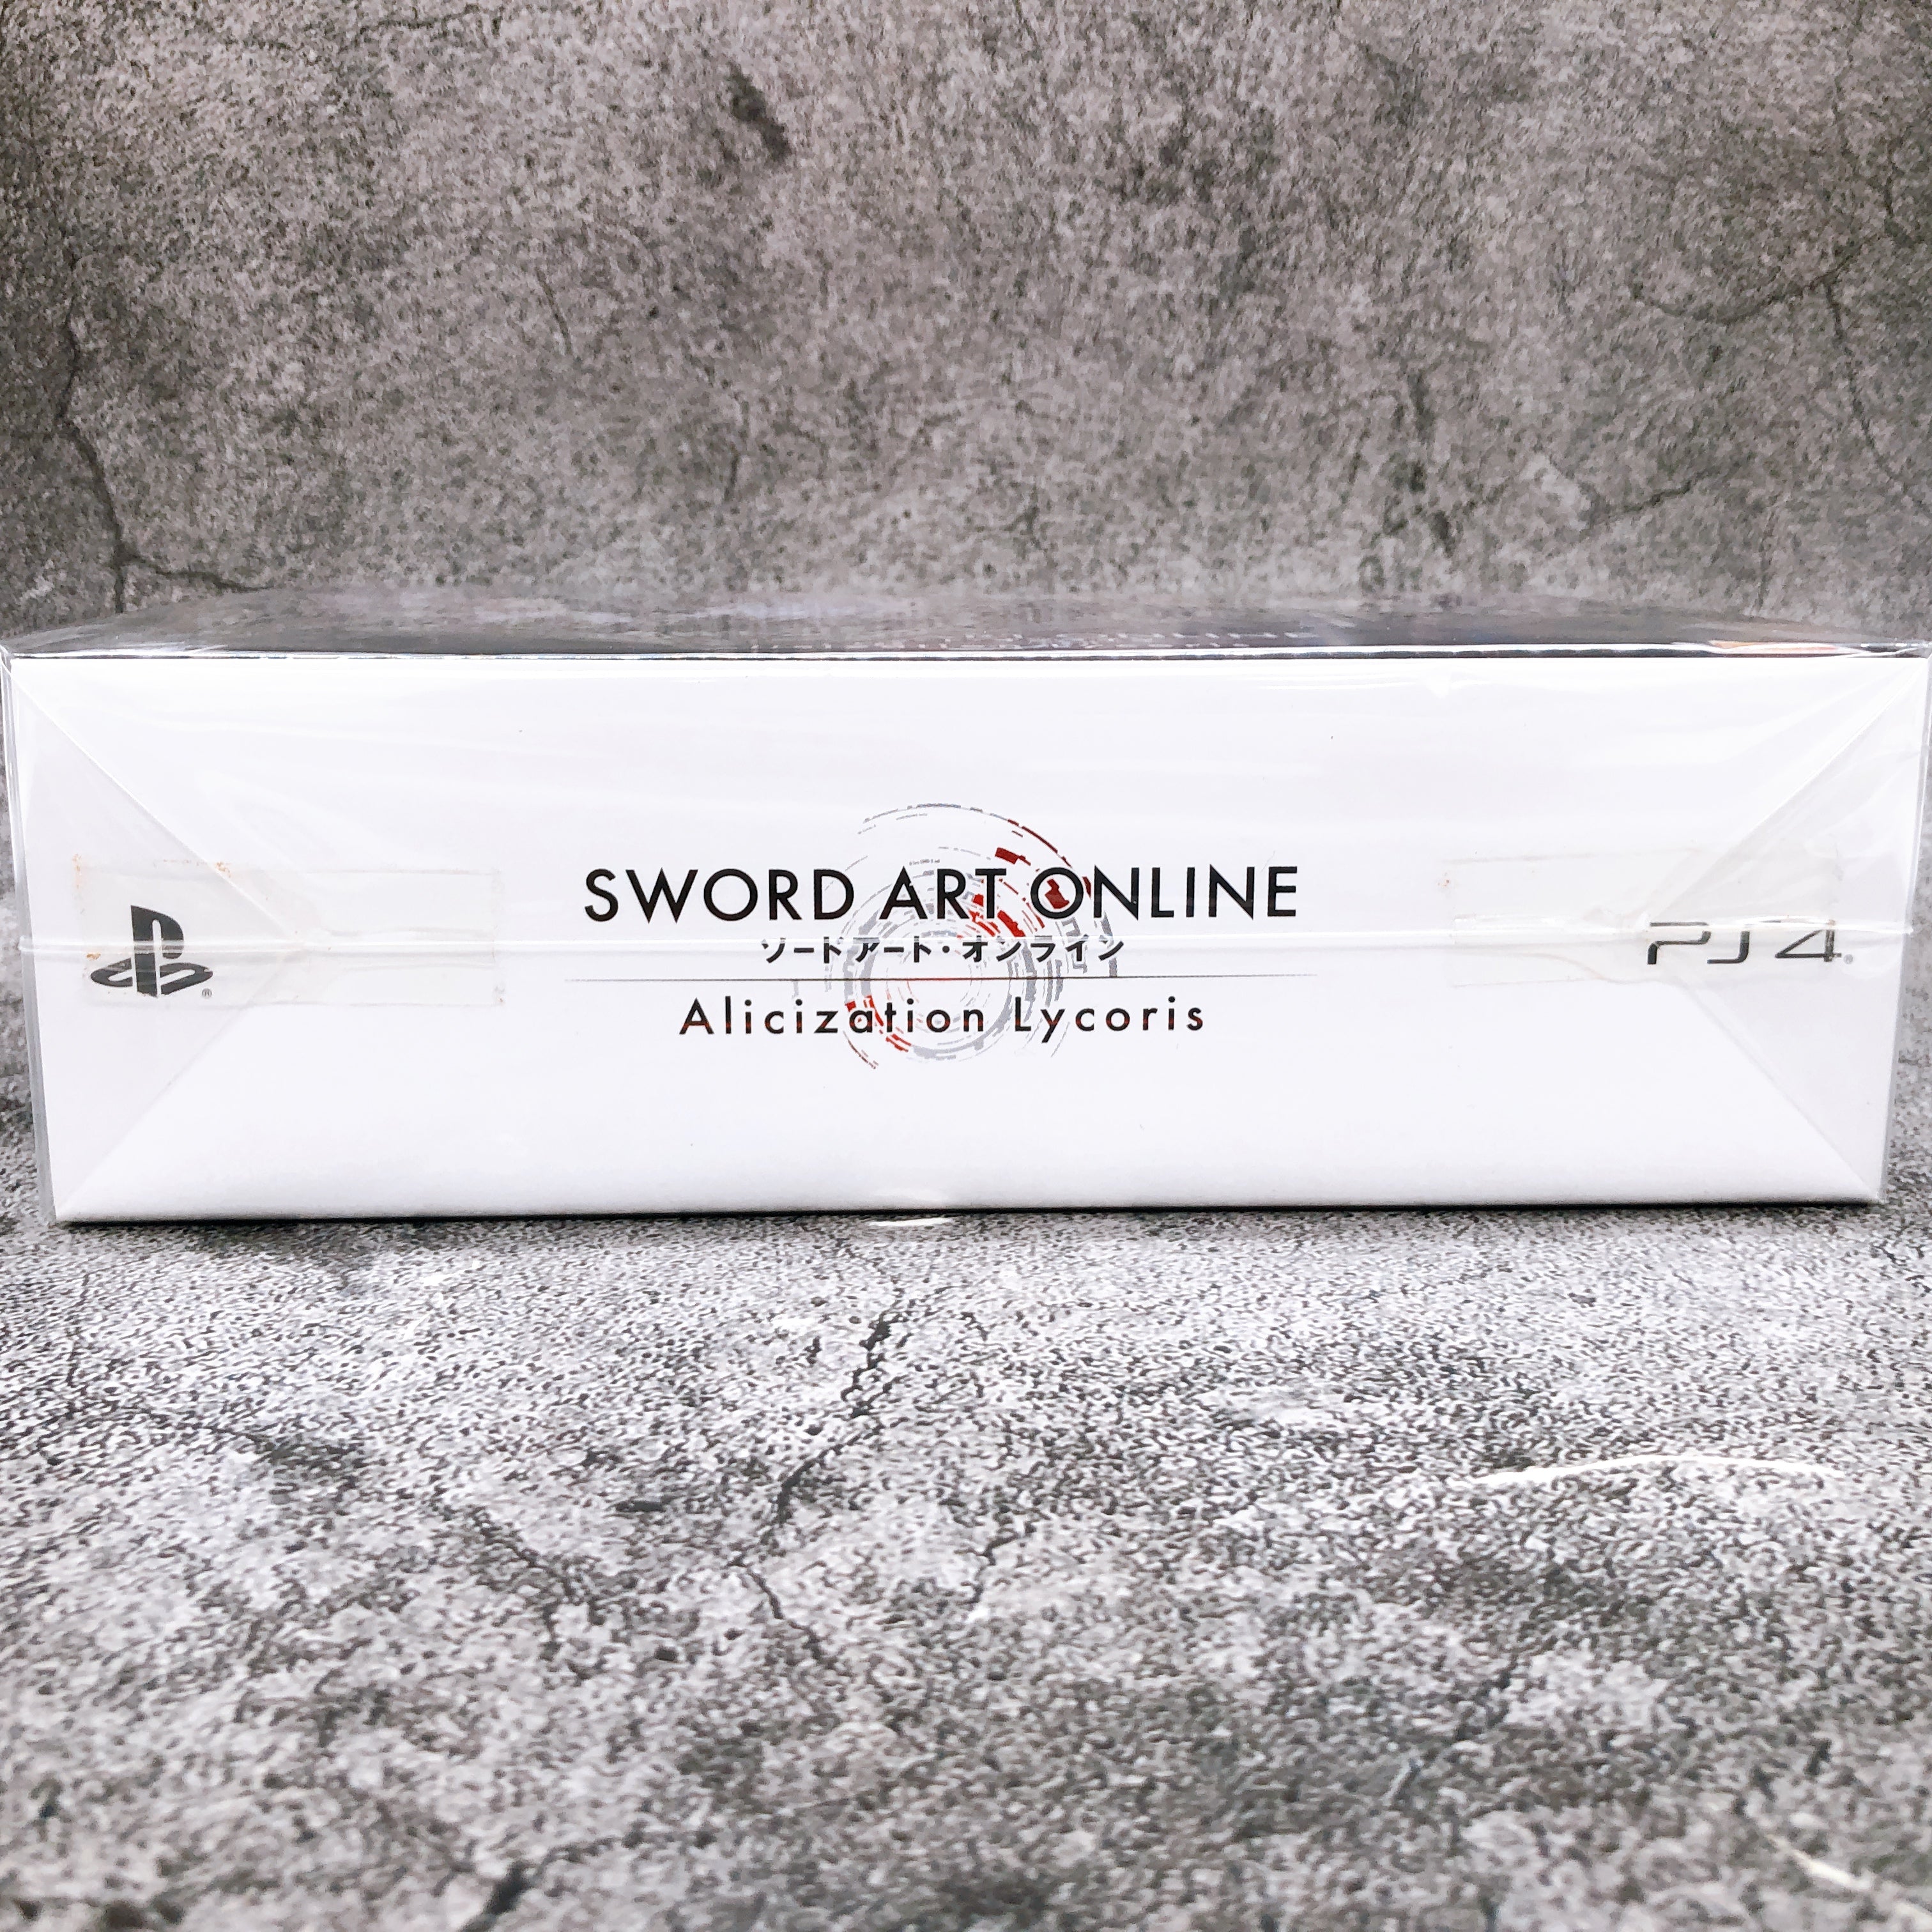 SWORD ART ONLINE
ソードアート・オンライン
Alicization Lycoris
PS4®